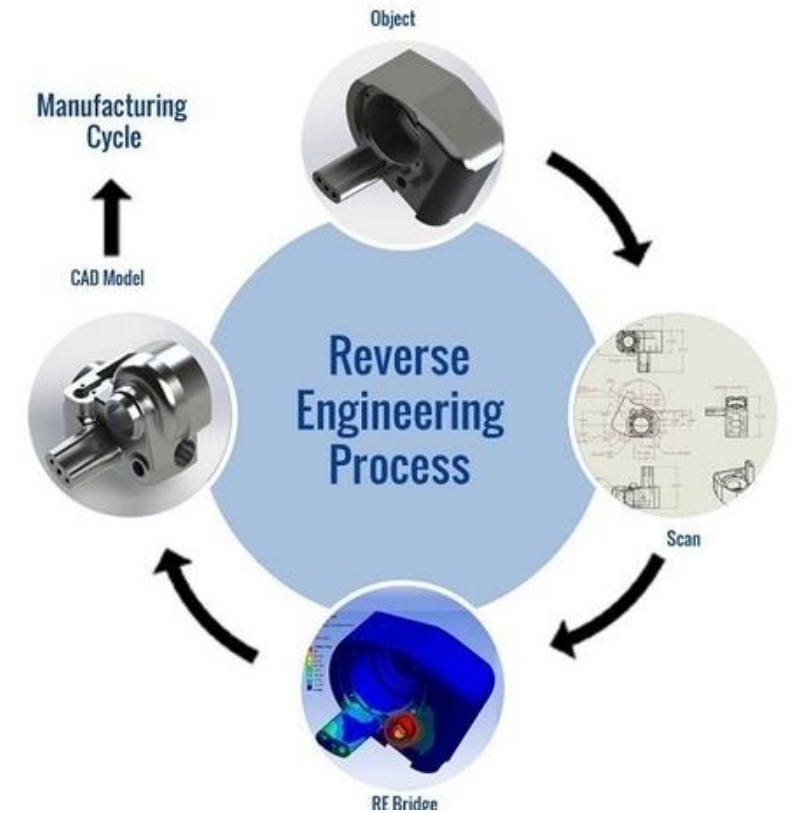 Object
Manufacturing
Cycle
CAD Model
Reverse
Engineering
Process
Scan
RE Bridge